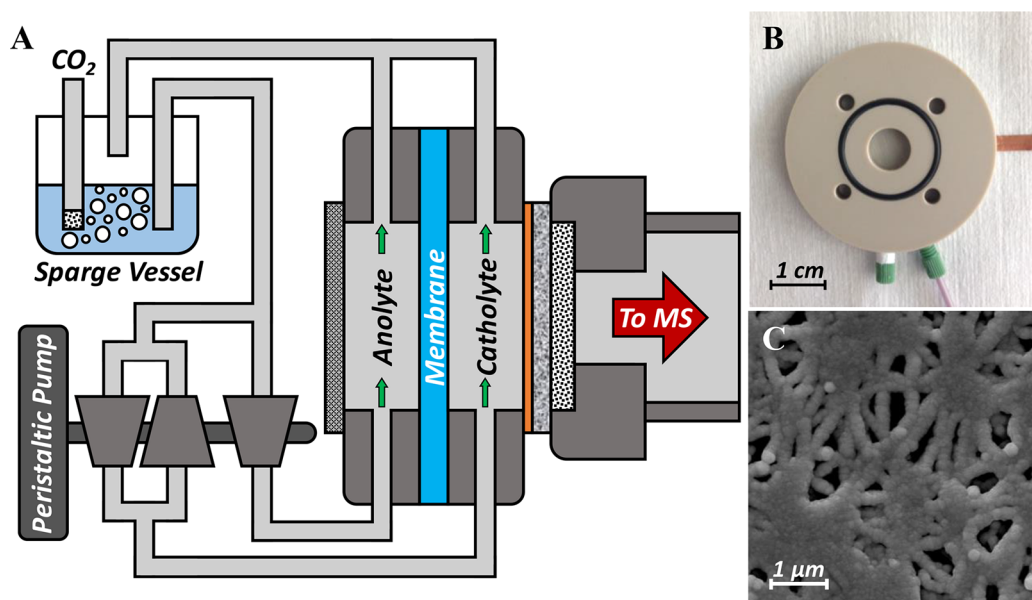 A
CO2
Sparge Vessel
Peristaltic Pump
Anolyte
Membrane
Catholyte
To MS
B
1 cm
C
1 μm